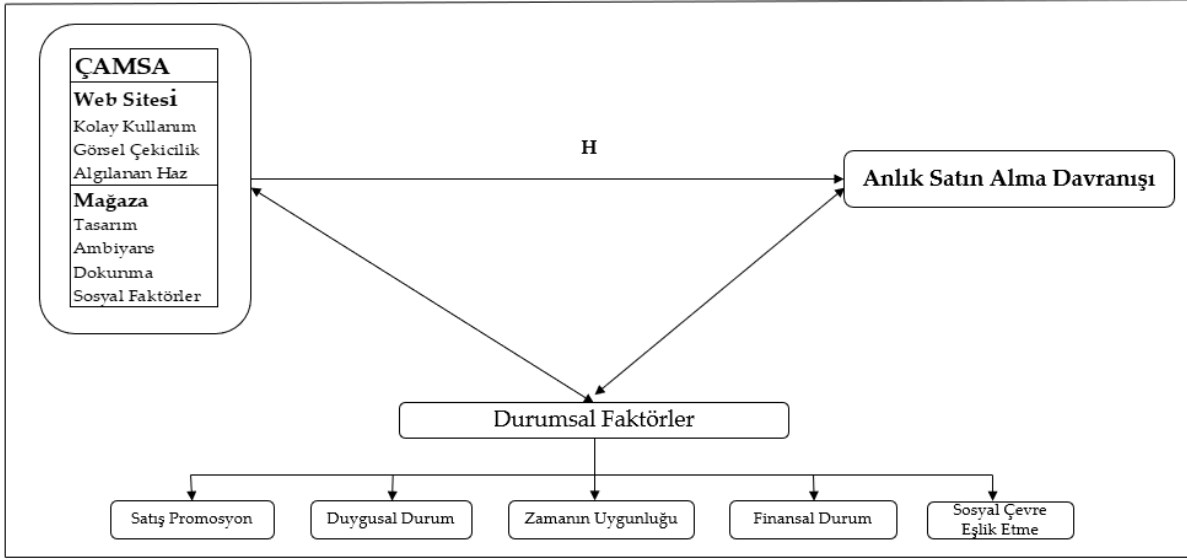 ÇAMSA
Web Sitesi
Kolay Kullanım
Görsel Çekicilik
Algılanan Haz
Mağaza
Tasarım
Ambiyans
Dokunma
Sosyal Faktörler
H
Anlık Satın Alma Davranışı
Durumsal Faktörler
Satış Promosyon
Duygusal Durum
Zamanın Uygunluğu
Finansal Durum
Sosyal Çevre
Eşlik Etme